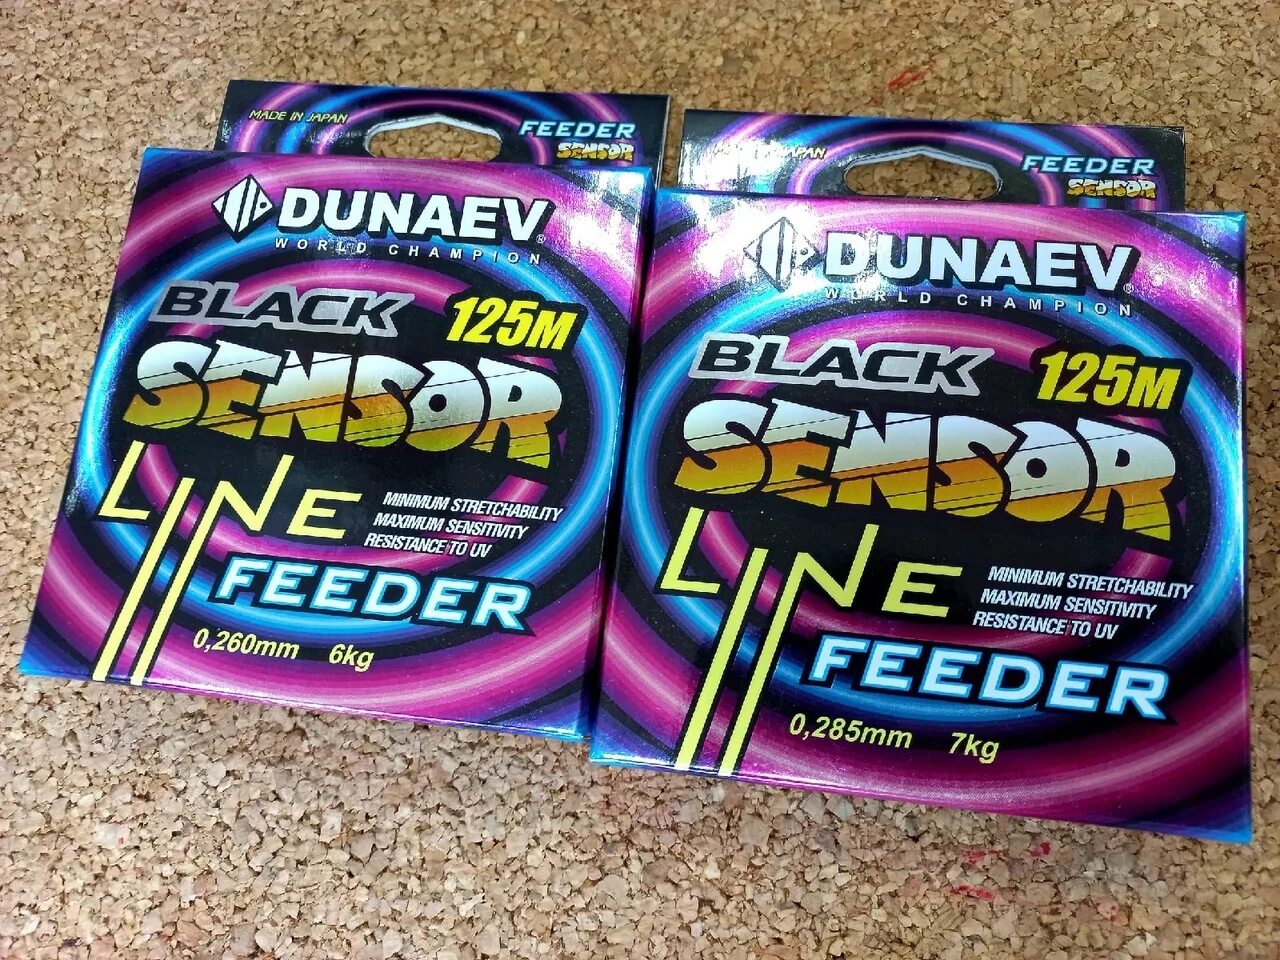 MADE IN JAPAN
FEEDER
SENSOR
DUNAEV®
WORLD CHAMPION
BLACK 125M
SENSOR
LINE
MINIMUM STRETCHABILITY
MAXIMUM SENSITIVITY
RESISTANCE TO UV
FEEDER
0,260mm 6kg
JAPAN
FEEDER
SENSOR
DUNAEV®
WORLD CHAMPION
BLACK 125M
SENSOR
LINE
MINIMUM STRETCHABILITY
MAXIMUM SENSITIVITY
RESISTANCE TO UV
FEEDER
0,285mm 7kg